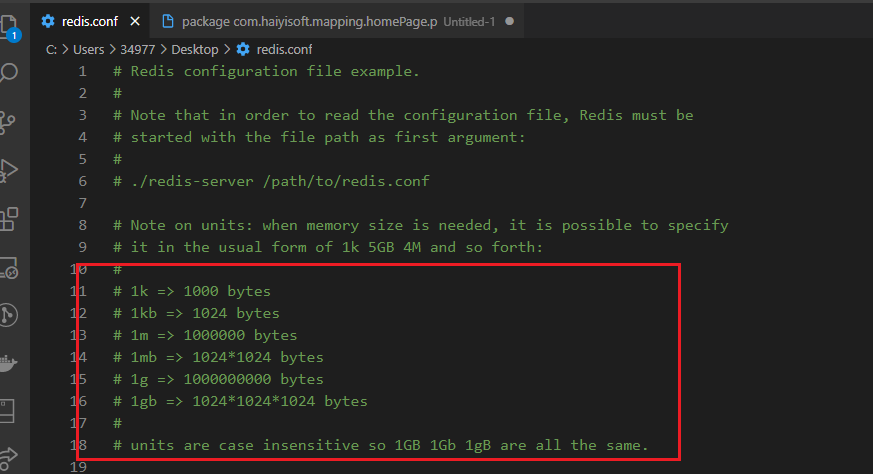 redis.conf
package com.haiyisoft.mapping.homePage.p Untitled-1
1
C: > Users > 34977 > Desktop > redis.conf
1 # Redis configuration file example.
2 #
3 # Note that in order to read the configuration file, Redis must be
4 # started with the file path as first argument:
5 #
6 # ./redis-server /path/to/redis.conf
7
8 # Note on units: when memory size is needed, it is possible to specify
9 # it in the usual form of 1k 5GB 4M and so forth:
10 #
11 # 1k => 1000 bytes
12 # 1kb => 1024 bytes
13 # 1m => 1000000 bytes
14 # 1mb => 1024*1024 bytes
15 # 1g => 1000000000 bytes
16 # 1gb => 1024*1024*1024 bytes
17 #
18 # units are case insensitive so 1GB 1Gb 1gB are all the same.
19